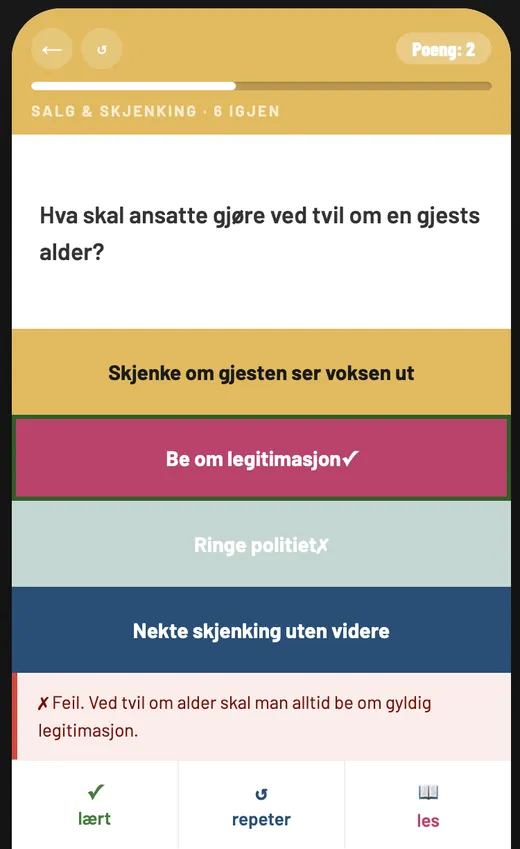 ← ↺ Poeng: 2
SALG & SKJENKING · 6 IGJEN
Hva skal ansatte gjøre ved tvil om en gjests
alder?
Skjenke om gjesten ser voksen ut
Be om legitimasjon✓
Ringe politiet✗
Nekte skjenking uten videre
✗ Feil. Ved tvil om alder skal man alltid be om gyldig
legitimasjon.
✓ ↺ 📖
lært repeter les